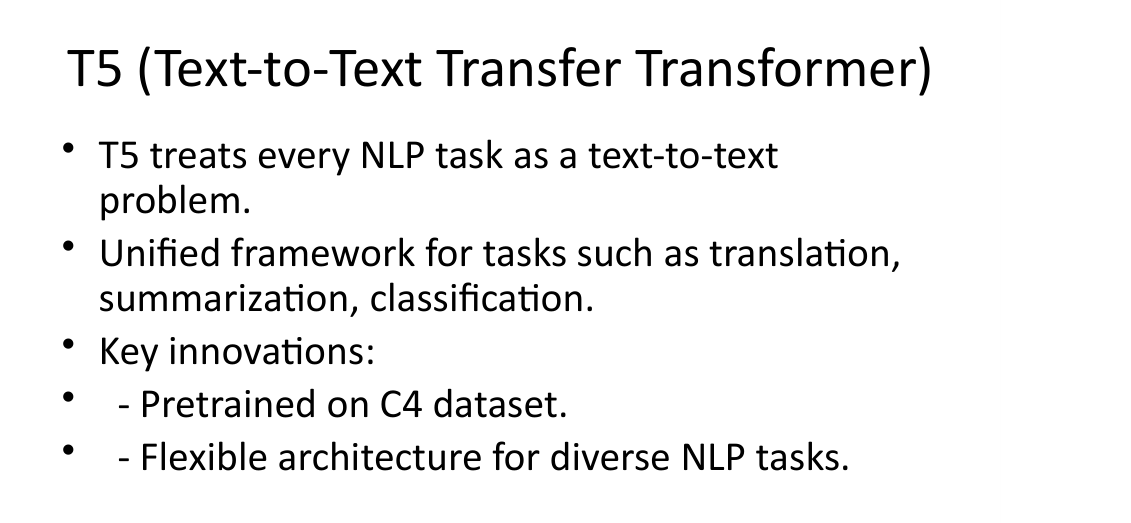 T5 (Text-to-Text Transfer Transformer)
• T5 treats every NLP task as a text-to-text
problem.
• Unified framework for tasks such as translation,
summarization, classification.
• Key innovations:
• - Pretrained on C4 dataset.
• - Flexible architecture for diverse NLP tasks.